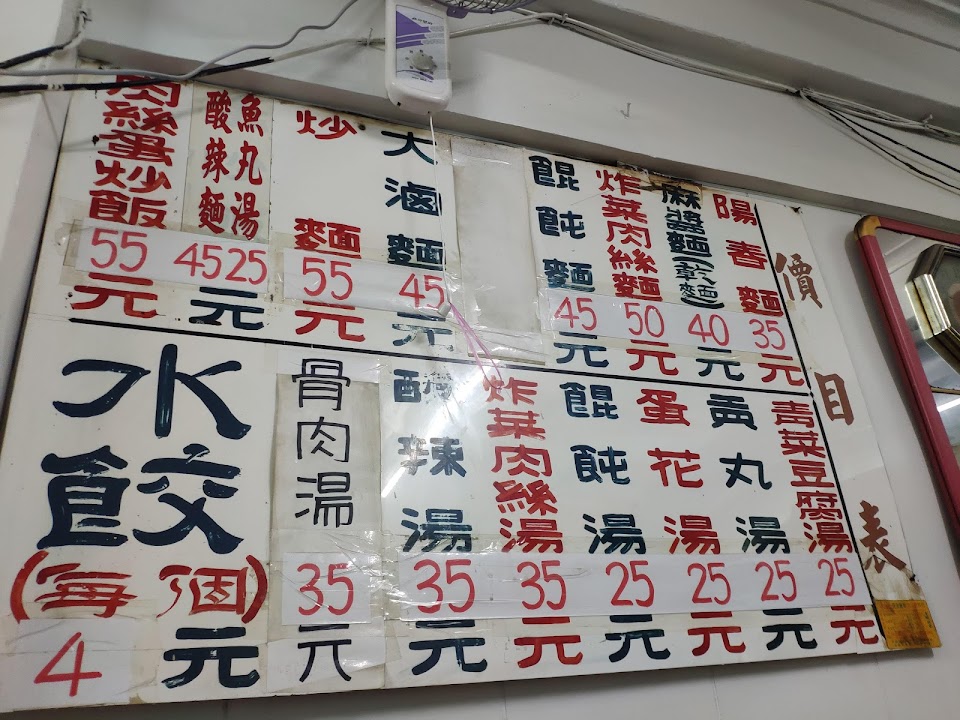 價目表
陽春麵 35元
麻醬麵(乾麵) 40元
炸菜肉絲麵 50元
餛飩麵 45元
大滷麵 45元
炒麵 55元
魚丸湯 25元
酸辣麵 45元
肉絲蛋炒飯 55元
青菜豆腐湯 25元
貢丸湯 25元
蛋花湯 25元
餛飩湯 25元
炸菜肉絲湯 35元
酸辣湯 35元
骨肉湯 35元
水餃(每個) 4元